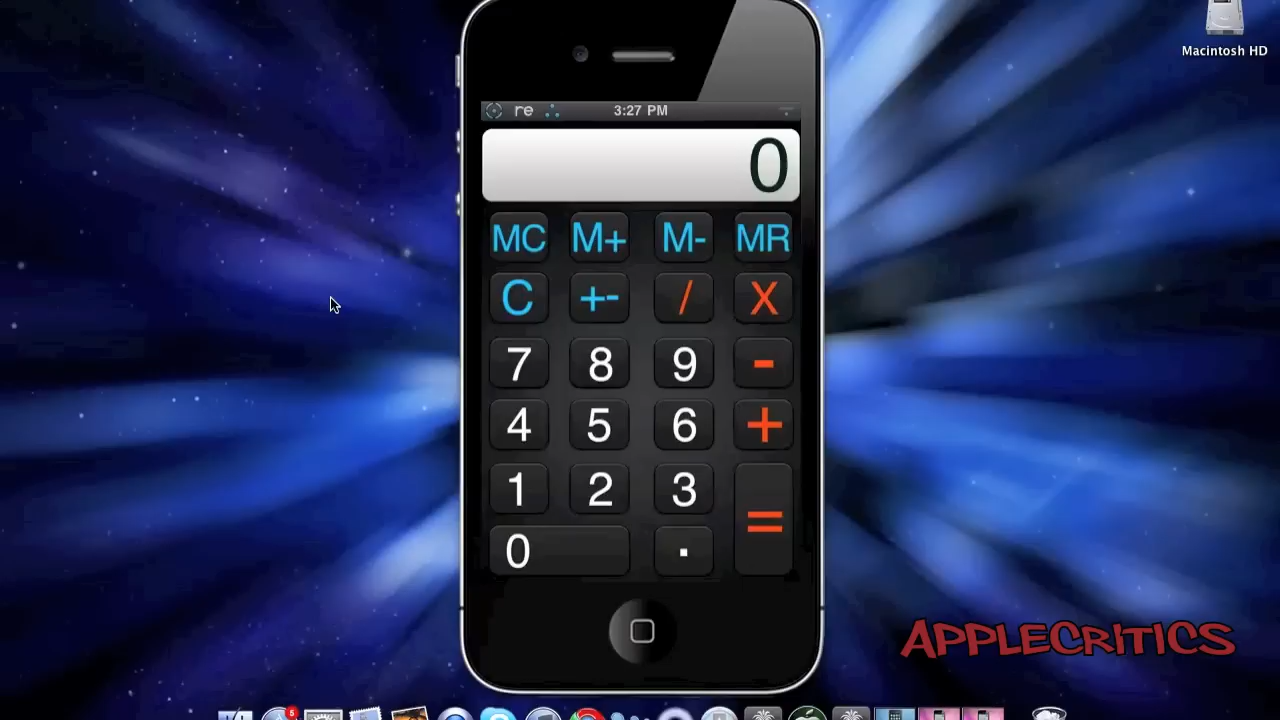 Macintosh HD
re 3:27 PM
0
MC M+ M- MR
C +- / X
7 8 9 -
4 5 6 +
1 2 3
=
0 .
APPLECRITICS
5